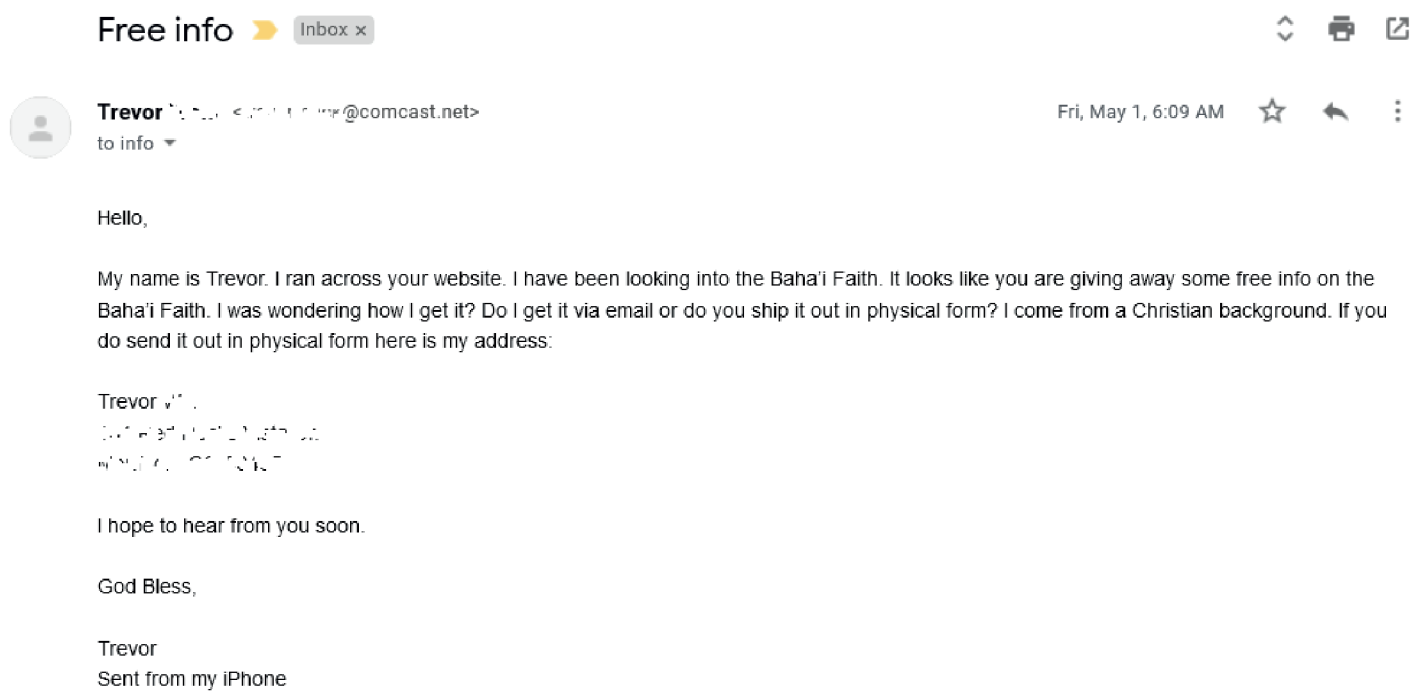 Free info
Inbox ×
Trevor @comcast.net>
Fri, May 1, 6:09 AM
to info
Hello,
My name is Trevor. I ran across your website. I have been looking into the Baha'i Faith. It looks like you are giving away some free info on the
Baha'i Faith. I was wondering how I get it? Do I get it via email or do you ship it out in physical form? I come from a Christian background. If you
do send it out in physical form here is my address:
Trevor
I hope to hear from you soon.
God Bless,
Trevor
Sent from my iPhone